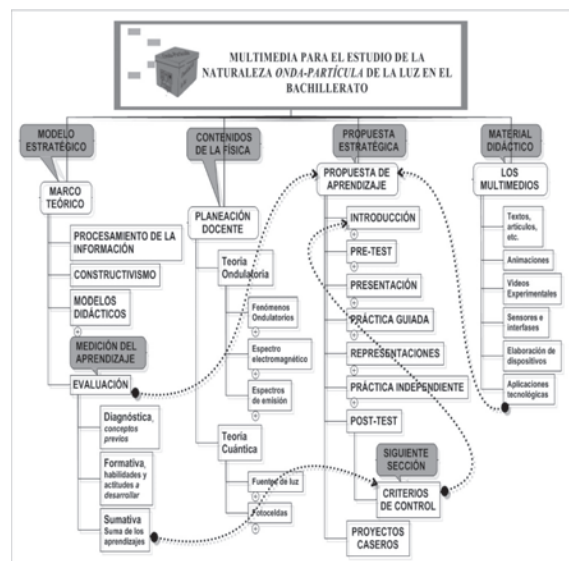 MULTIMEDIA PARA EL ESTUDIO DE LA
NATURALEZA ONDA-PARTÍCULA DE LA LUZ EN EL
BACHILLERATO
MODELO
ESTRATÉGICO
MARCO
TEÓRICO
PROCESAMIENTO DE LA
INFORMACIÓN
CONSTRUCTIVISMO
MODELOS
DIDÁCTICOS
MEDICIÓN DEL
APRENDIZAJE
EVALUACIÓN
Diagnóstica,
conceptos
previos
Formativa,
habilidades y
actitudes a
desarrollar
Sumativa
Suma de los
aprendizajes
CONTENIDOS
DE LA FÍSICA
PLANEACIÓN
DOCENTE
Teoría
Ondulatoria
Fenómenos
Ondulatorios
Espectro
electromagnético
Espectros
de emisión
Teoría
Cuántica
Fuentes de luz
Fotoceldas
PROPUESTA
ESTRATÉGICA
PROPUESTA DE
APRENDIZAJE
INTRODUCCIÓN
PRE-TEST
PRESENTACIÓN
PRÁCTICA GUIADA
REPRESENTACIONES
PRÁCTICA INDEPENDIENTE
POST-TEST
SIGUIENTE
SECCIÓN
CRITERIOS
DE CONTROL
PROYECTOS
CASEROS
MATERIAL
DIDÁCTICO
LOS
MULTIMEDIOS
Textos,
artículos,
etc.
Animaciones
Videos
Experimentales
Sensores e
interfases
Elaboración de
dispositivos
Aplicaciones
tecnológicas